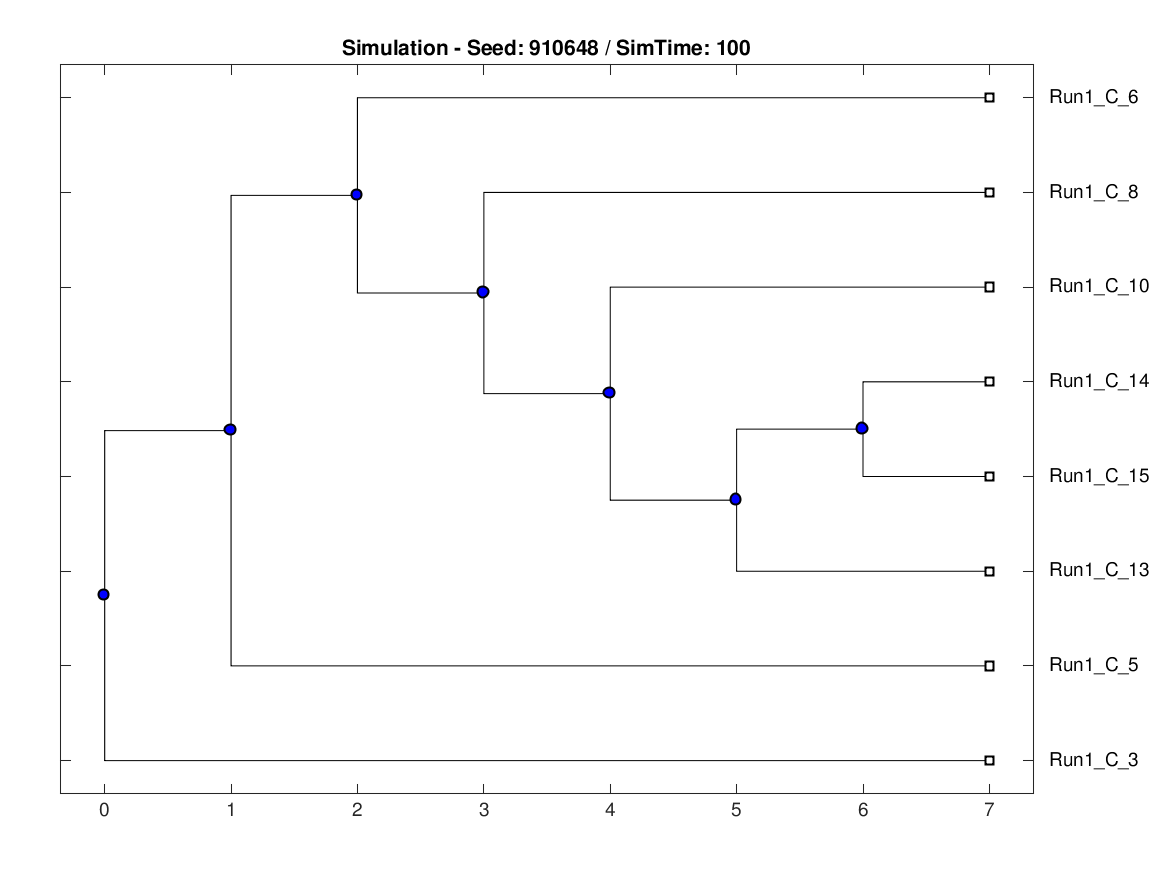 Simulation - Seed: 910648 / SimTime: 100
Run1_C_6
Run1_C_8
Run1_C_10
Run1_C_14
Run1_C_15
Run1_C_13
Run1_C_5
Run1_C_3
0 1 2 3 4 5 6 7